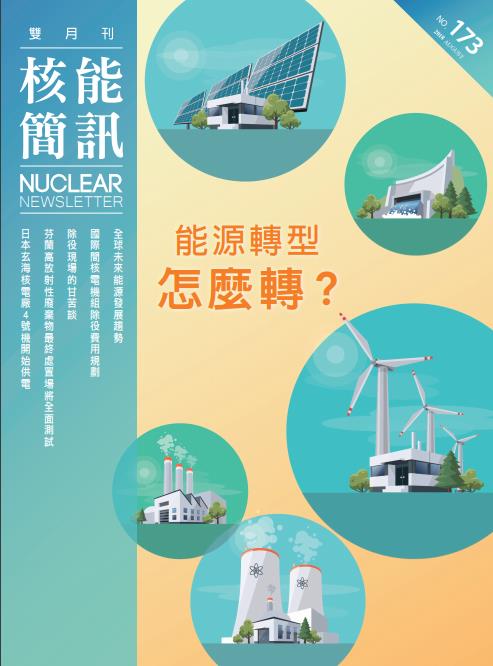 雙月刊
核能
簡訊
NUCLEAR
NEWSLETTER
NO. 173
2018 AUGUST
能源轉型
怎麼轉？
全球未來能源發展趨勢
國際間核電機組除役費用規劃
除役現場的甘苦談
芬蘭高放射性廢棄物最終處置場將全面測試
日本玄海核電廠4號機開始供電